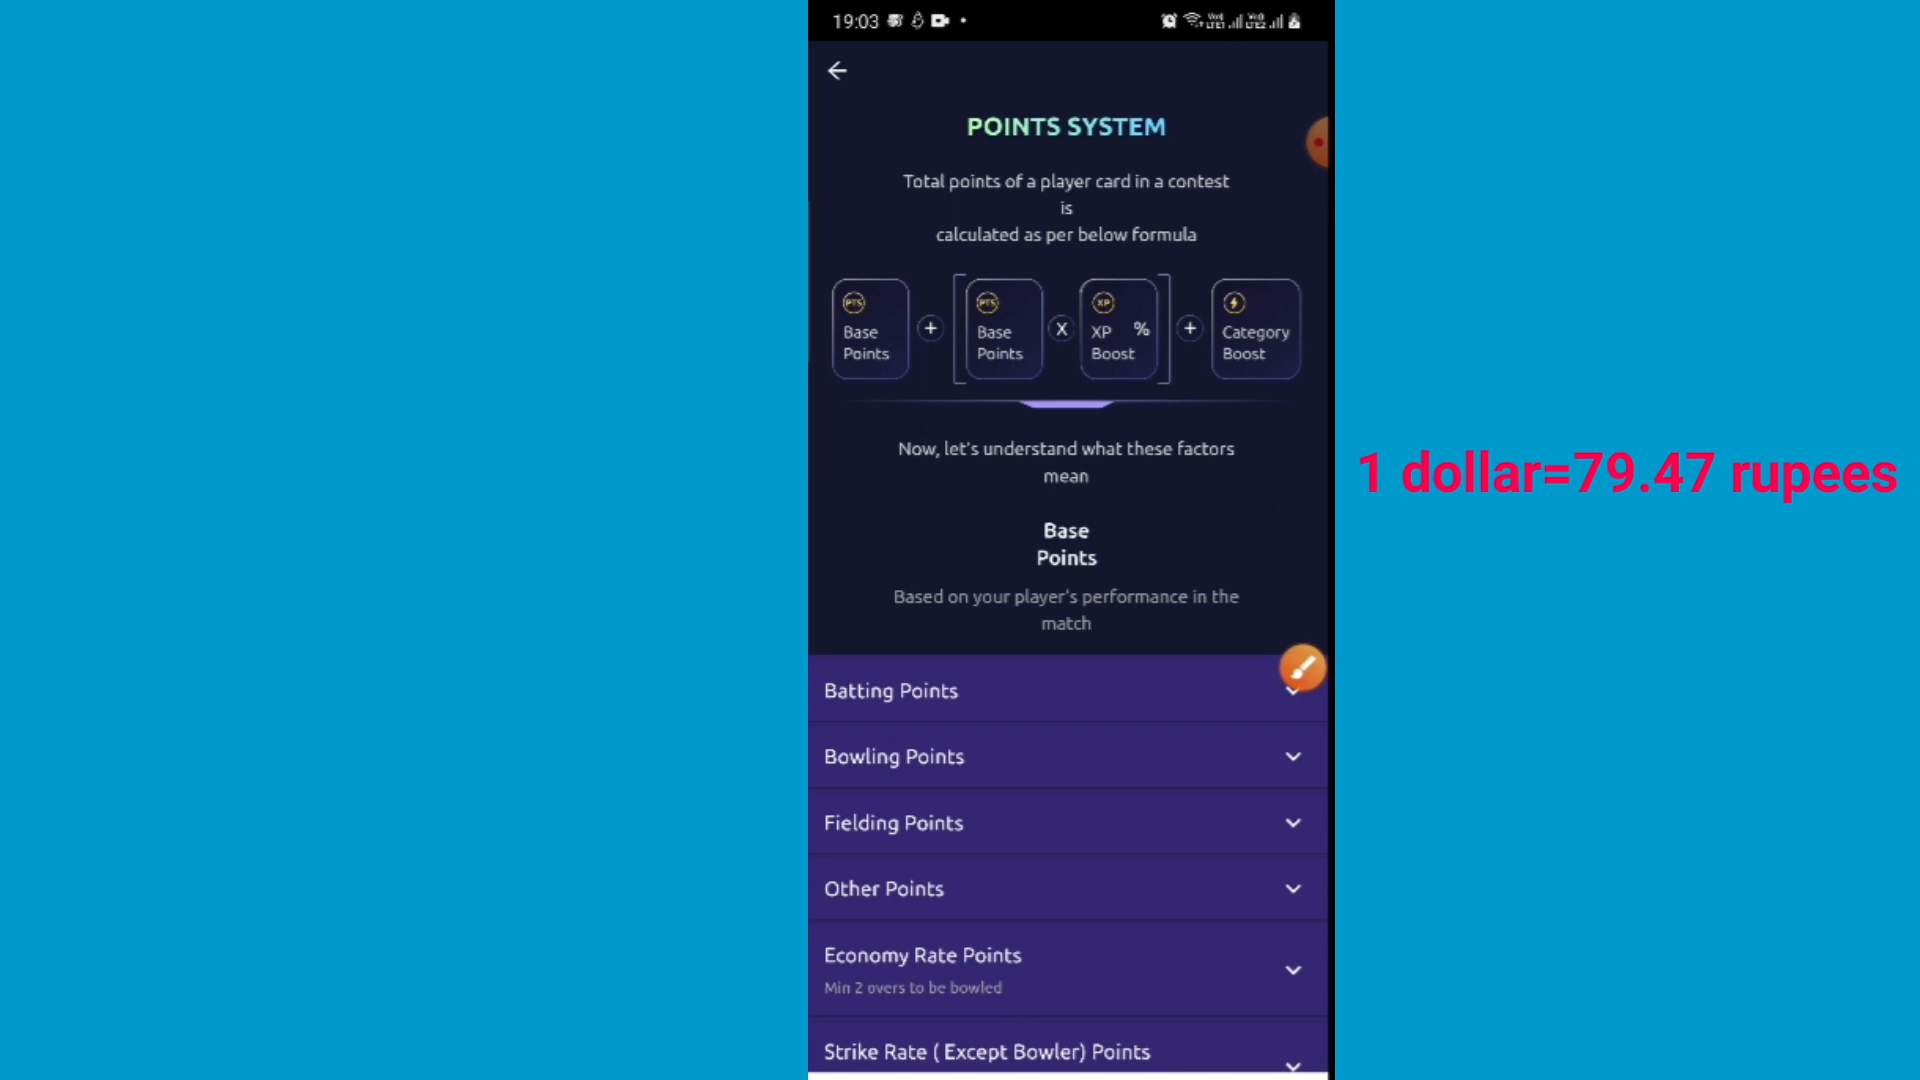 19:03
POINTS SYSTEM
Total points of a player card in a contest
is
calculated as per below formula
PTS
Base
Points
+
PTS
Base
Points
X
XP
XP %
Boost
+
Category
Boost
Now, let's understand what these factors
mean
1 dollar=79.47 rupees
Base
Points
Based on your player's performance in the
match
Batting Points
Bowling Points
Fielding Points
Other Points
Economy Rate Points
Min 2 overs to be bowled
Strike Rate ( Except Bowler) Points